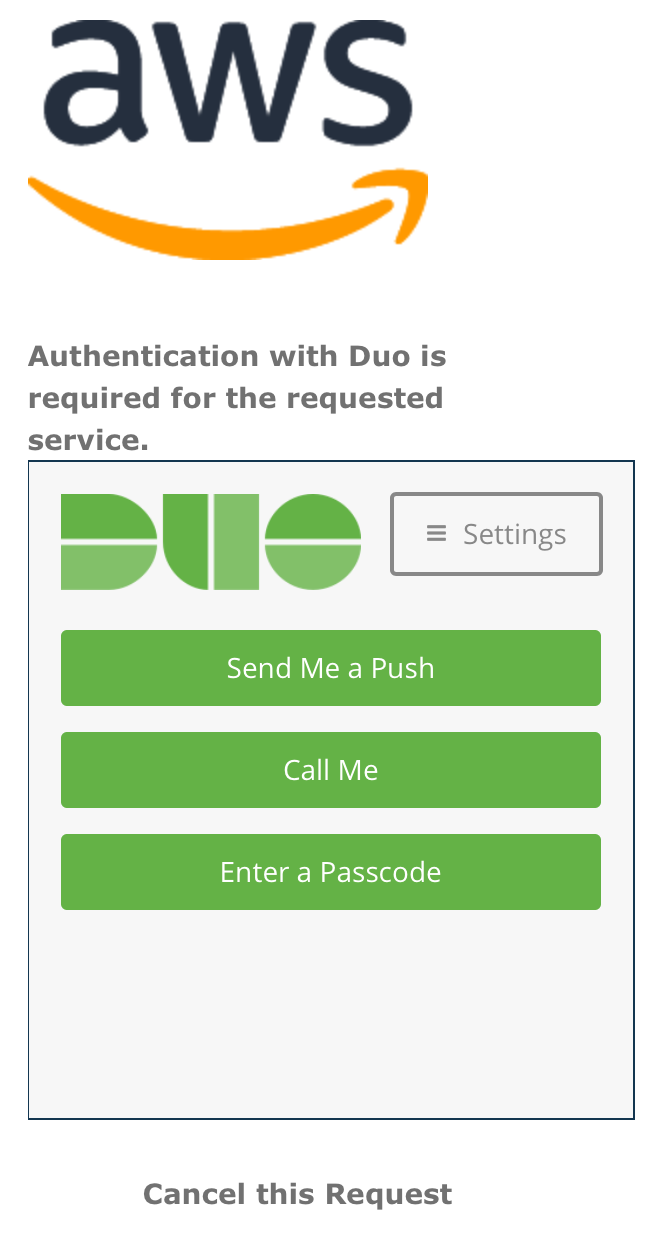 aws
Authentication with Duo is
required for the requested
service.
DUO
≡ Settings
Send Me a Push
Call Me
Enter a Passcode
Cancel this Request